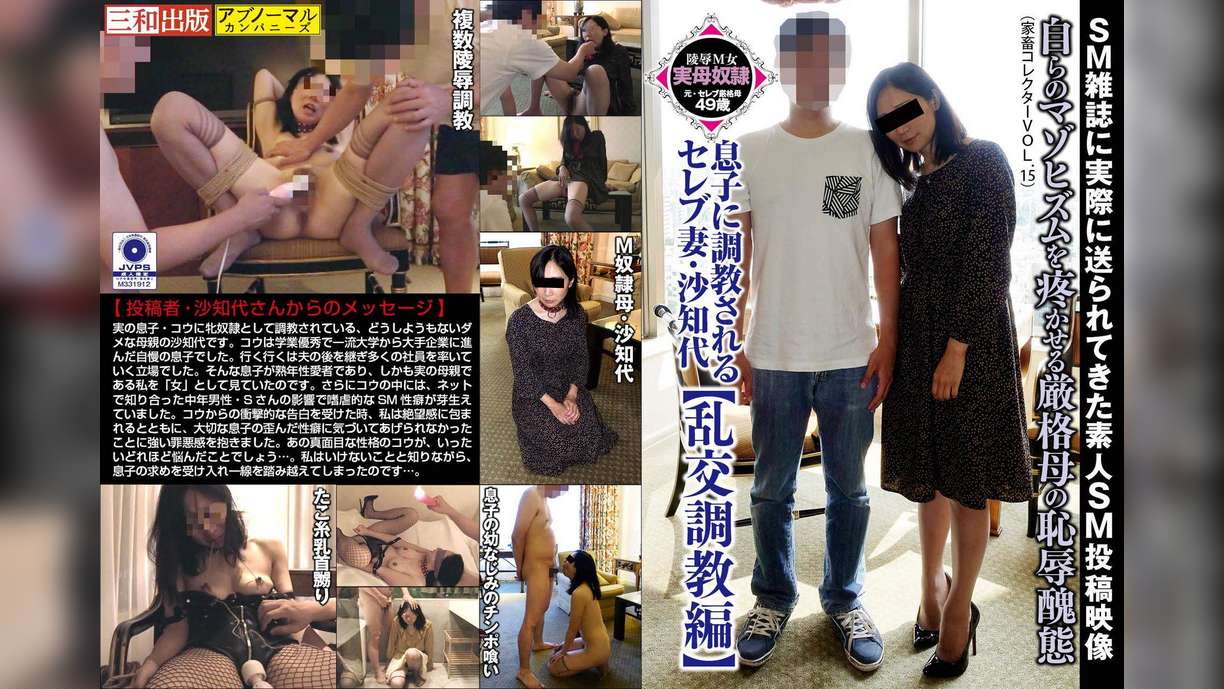 三和出版
アブノーマル
カンパニーズ
複数陵辱調教
JVPS
成人指定
M331912
【 投稿者・沙知代さんからのメッセージ 】
実の息子・コウに牝奴隷として調教されている、どうしようもないダ
メな母親の沙知代です。コウは学業優秀で一流大学から大手企業に進
んだ自慢の息子でした。行く行くは夫の後を継ぎ多くの社員を率いて
いく立場でした。そんな息子が熟年性愛者であり、しかも実の母親で
ある私を「女」として見ていたのです。さらにコウの中には、ネット
で知り合った中年男性・Sさんの影響で嗜虐的なSM性癖が芽生え
ていました。コウからの衝撃的な告白を受けた時、私は絶望感に包ま
れるとともに、大切な息子の歪んだ性癖に気づいてあげられなかった
ことに強い罪悪感を抱きました。あの真面目な性格のコウが、いった
いどれほど悩んだことでしょう…。私はいけないことと知りながら、
息子の求めを受け入れ一線を踏み越えてしまったのです…。
M奴隷母・沙知代
たこ糸乳首嬲り
息子の幼なじみのチンポ喰い
SM雑誌に実際に送られてきた素人SM投稿映像
自らのマゾヒズムを疼かせる厳格母の恥辱醜態
(家畜コレクターVOL.15)
陵辱M女
実母奴隷
元・セレブ厳格母
49歳
息子に調教される
セレブ妻・沙知代
【乱交調教編】